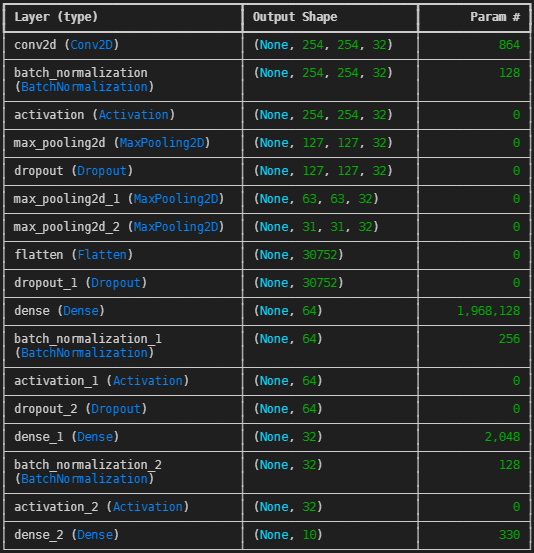 Layer (type) Output Shape Param #
conv2d (Conv2D) (None, 254, 254, 32) 864
batch_normalization (None, 254, 254, 32) 128
(BatchNormalization)
activation (Activation) (None, 254, 254, 32) 0
max_pooling2d (MaxPooling2D) (None, 127, 127, 32) 0
dropout (Dropout) (None, 127, 127, 32) 0
max_pooling2d_1 (MaxPooling2D) (None, 63, 63, 32) 0
max_pooling2d_2 (MaxPooling2D) (None, 31, 31, 32) 0
flatten (Flatten) (None, 30752) 0
dropout_1 (Dropout) (None, 30752) 0
dense (Dense) (None, 64) 1,968,128
batch_normalization_1 (None, 64) 256
(BatchNormalization)
activation_1 (Activation) (None, 64) 0
dropout_2 (Dropout) (None, 64) 0
dense_1 (Dense) (None, 32) 2,048
batch_normalization_2 (None, 32) 128
(BatchNormalization)
activation_2 (Activation) (None, 32) 0
dense_2 (Dense) (None, 10) 330